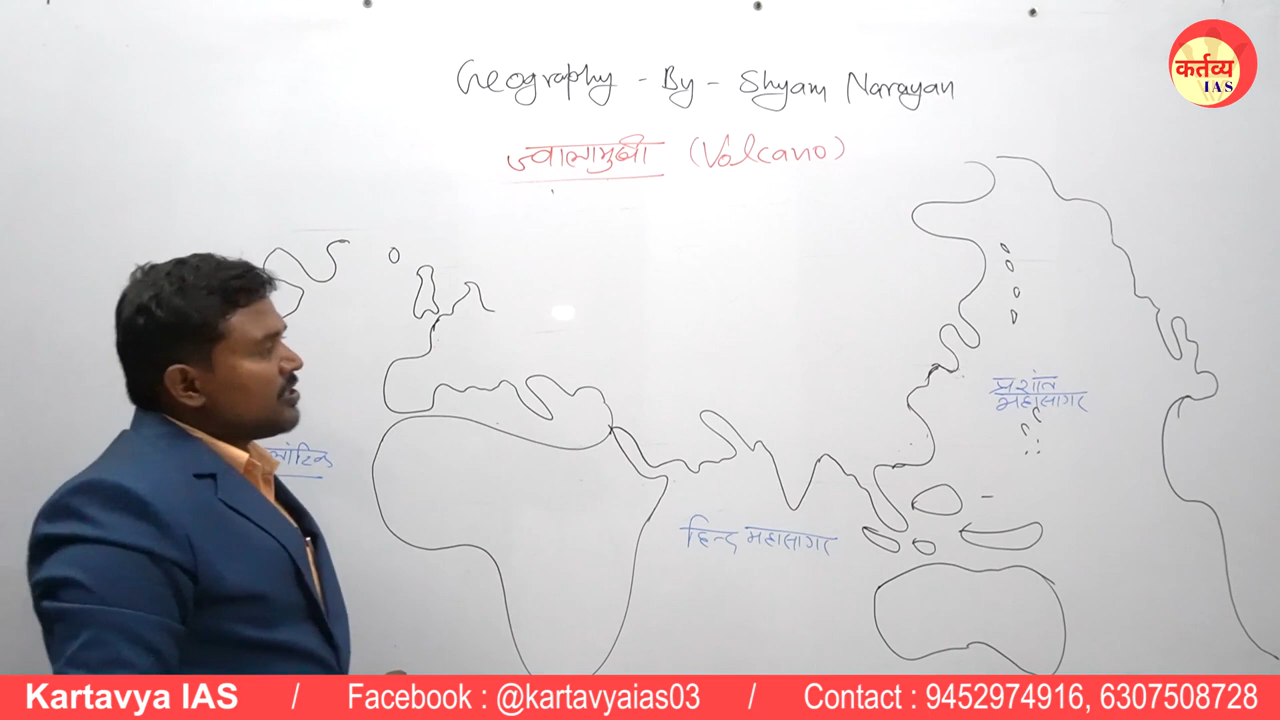 Geography - By - Shyam Narayan
कर्तव्य
IAS
ज्वालामुखी (Volcano)
प्रशांत
महासागर
लांटिक
हिन्द महासागर
Kartavya IAS / Facebook : @kartavyaias03 / Contact : 9452974916, 6307508728